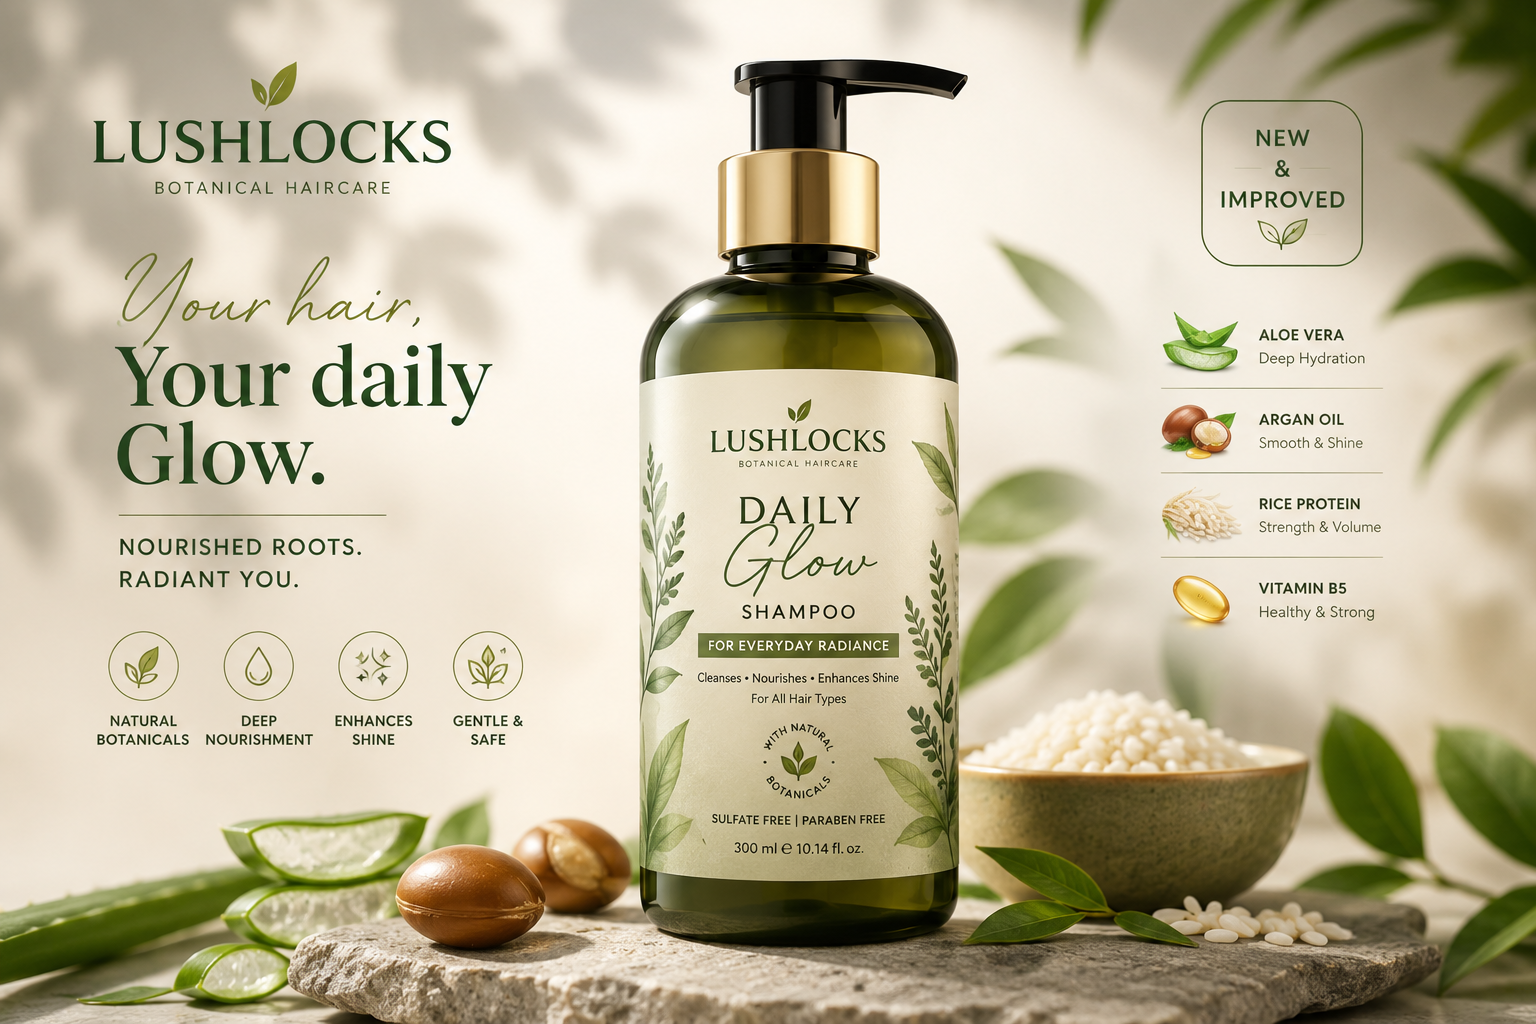 LUSHLOCKS
BOTANICAL HAIRCARE
Your hair,
Your daily
Glow.
NOURISHED ROOTS.
RADIANT YOU.
NATURAL
BOTANICALS
DEEP
NOURISHMENT
ENHANCES
SHINE
GENTLE &
SAFE
LUSHLOCKS
BOTANICAL HAIRCARE
DAILY
Glow
SHAMPOO
FOR EVERYDAY RADIANCE
Cleanses • Nourishes • Enhances Shine
For All Hair Types
WITH NATURAL
BOTANICALS
SULFATE FREE | PARABEN FREE
300 ml ℮ 10.14 fl. oz.
NEW
&
IMPROVED
ALOE VERA
Deep Hydration
ARGAN OIL
Smooth & Shine
RICE PROTEIN
Strength & Volume
VITAMIN B5
Healthy & Strong